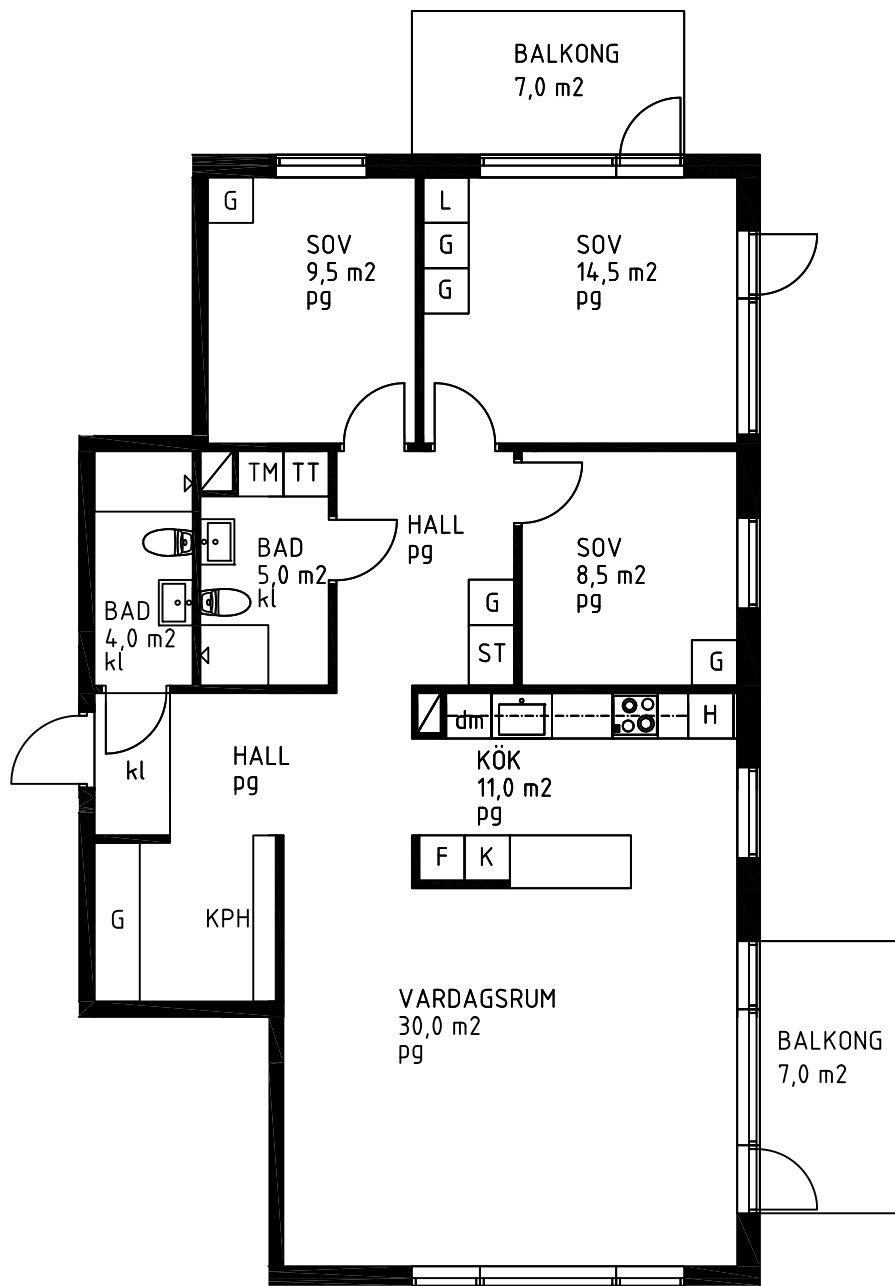 BALKONG
7,0 m2
G
L
G
G
SOV
9,5 m2
pg
SOV
14,5 m2
pg
TM
TT
HALL
pg
BAD
5,0 m2
kl
SOV
8,5 m2
pg
BAD
4,0 m2
kl
G
ST
G
dm
H
kl
HALL
pg
KÖK
11,0 m2
pg
F
K
G
KPH
VARDAGSRUM
30,0 m2
pg
BALKONG
7,0 m2